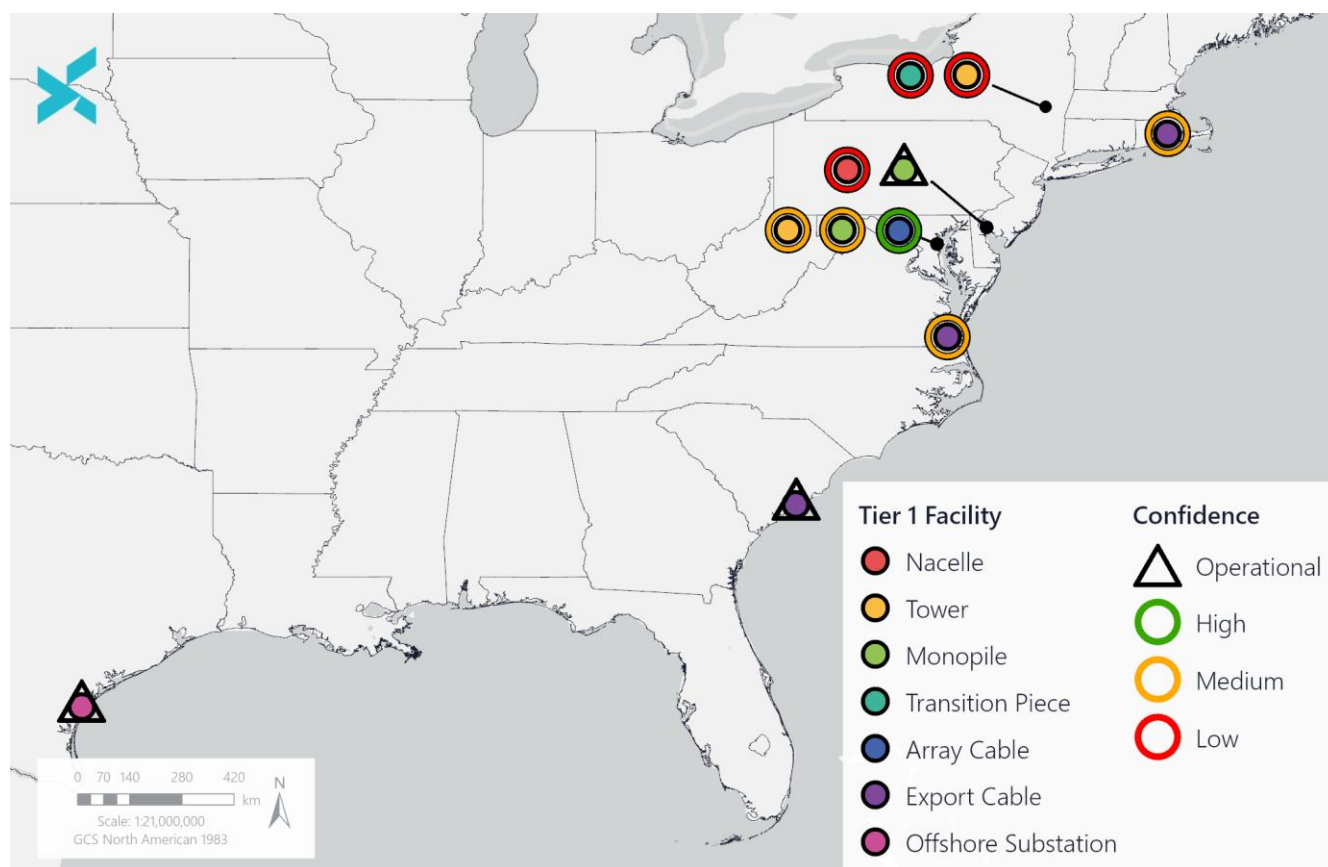 Tier 1 Facility
Nacelle
Tower
Monopile
Transition Piece
Array Cable
Export Cable
Offshore Substation
Confidence
Operational
High
Medium
Low
0 70 140 280 420
km
N
Scale: 1:21,000,000
GCS North American 1983